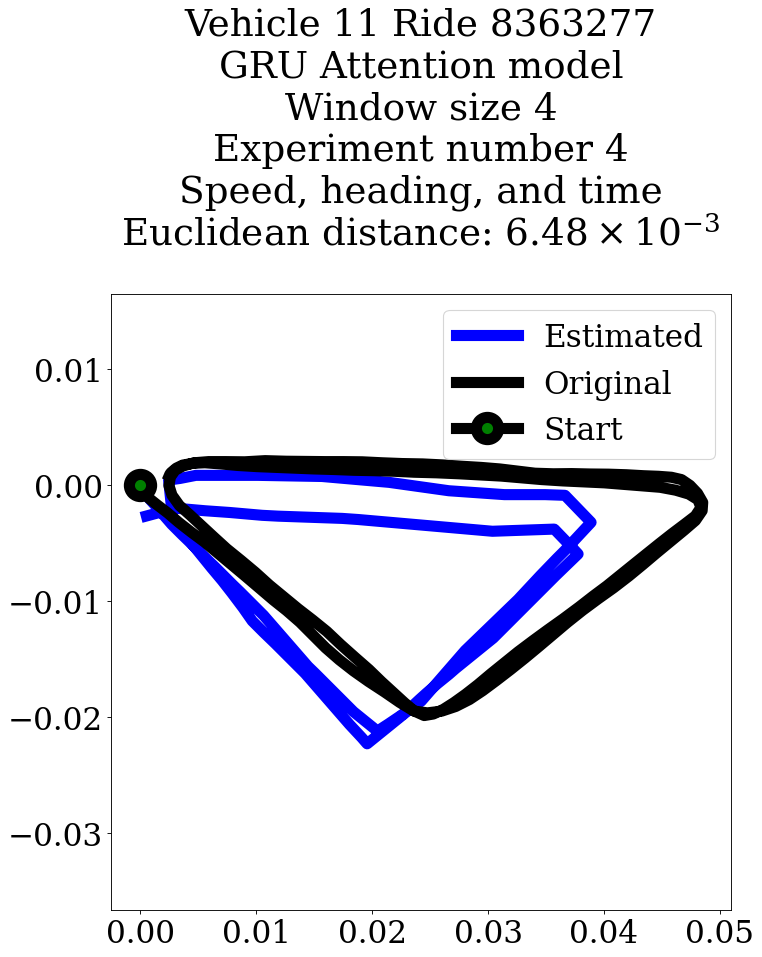 Vehicle 11 Ride 8363277
GRU Attention model
Window size 4
Experiment number 4
Speed, heading, and time
Euclidean distance: 6.48 × 10⁻³
Estimated
Original
Start
0.01
0.00
−0.01
−0.02
−0.03
0.00 0.01 0.02 0.03 0.04 0.05